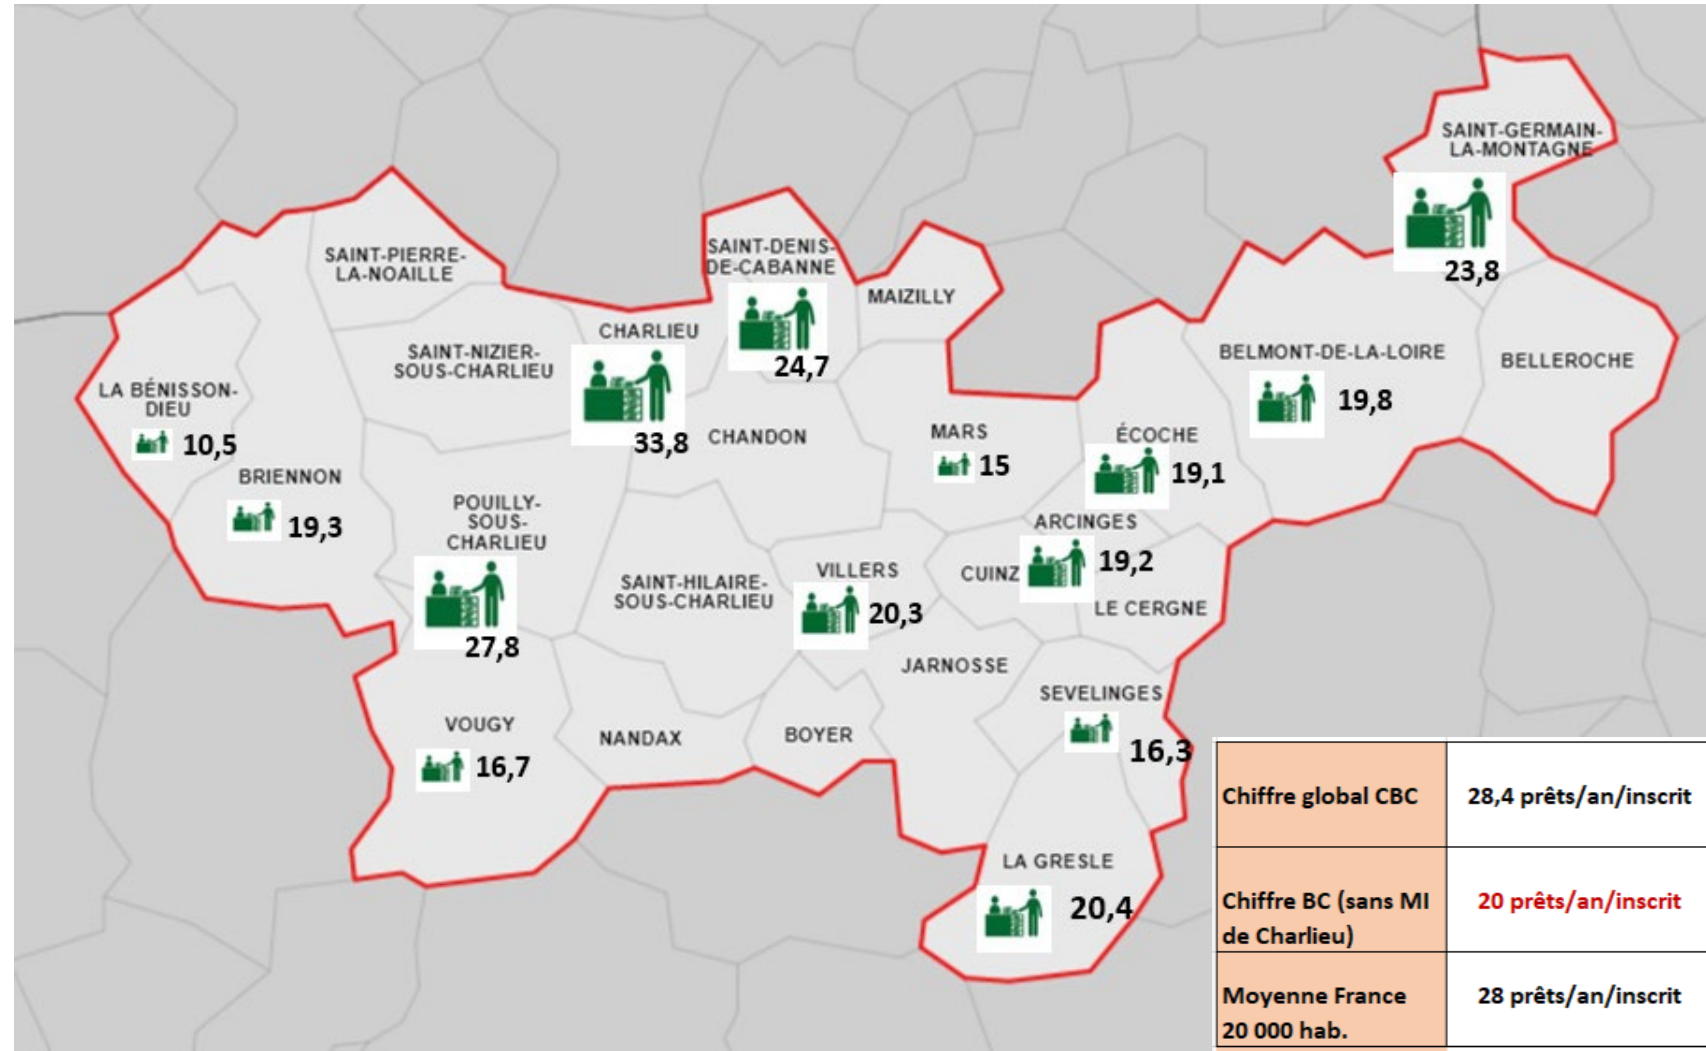 SAINT-GERMAIN-
LA-MONTAGNE
23,8
SAINT-PIERRE-
LA-NOAILLE
SAINT-DENIS-
DE-CABANNE
24,7
MAIZILLY
CHARLIEU
33,8
SAINT-NIZIER-
SOUS-CHARLIEU
BELMONT-DE-LA-LOIRE
19,8
BELLEROCHE
LA BÉNISSON-
DIEU
10,5
CHANDON
MARS
15
ÉCOCHE
19,1
BRIENNON
19,3
POUILLY-
SOUS-
CHARLIEU
27,8
ARCINGES
19,2
SAINT-HILAIRE-
SOUS-CHARLIEU
VILLERS
20,3
CUINZ
LE CERGNE
JARNOSSE
SEVELINGES
16,3
VOUGY
16,7
NANDAX
BOYER
LA GRESLE
20,4
Chiffre global CBC
28,4 prêts/an/inscrit
Chiffre BC (sans MI
de Charlieu)
20 prêts/an/inscrit
Moyenne France
20 000 hab.
28 prêts/an/inscrit